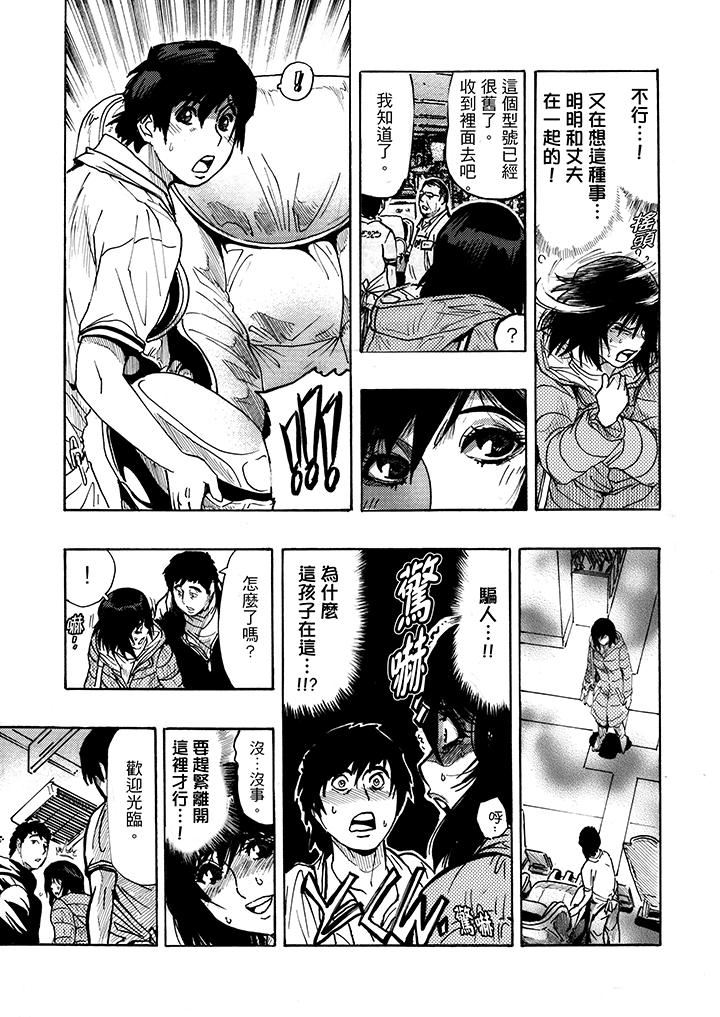 不行…!
又在想這種事…
明明和丈夫
在一起的!
搖頭
這個型號已經
很舊了。
收到裡面去吧。
我知道了。
?
!
騙人…!!
驚嚇…
為什麼
這孩子在這…!!?
呼…
驚嚇
怎麼了嗎?
!
嚇!
沒…沒事。
要趕緊離開
這裡才行…!
歡迎光臨。